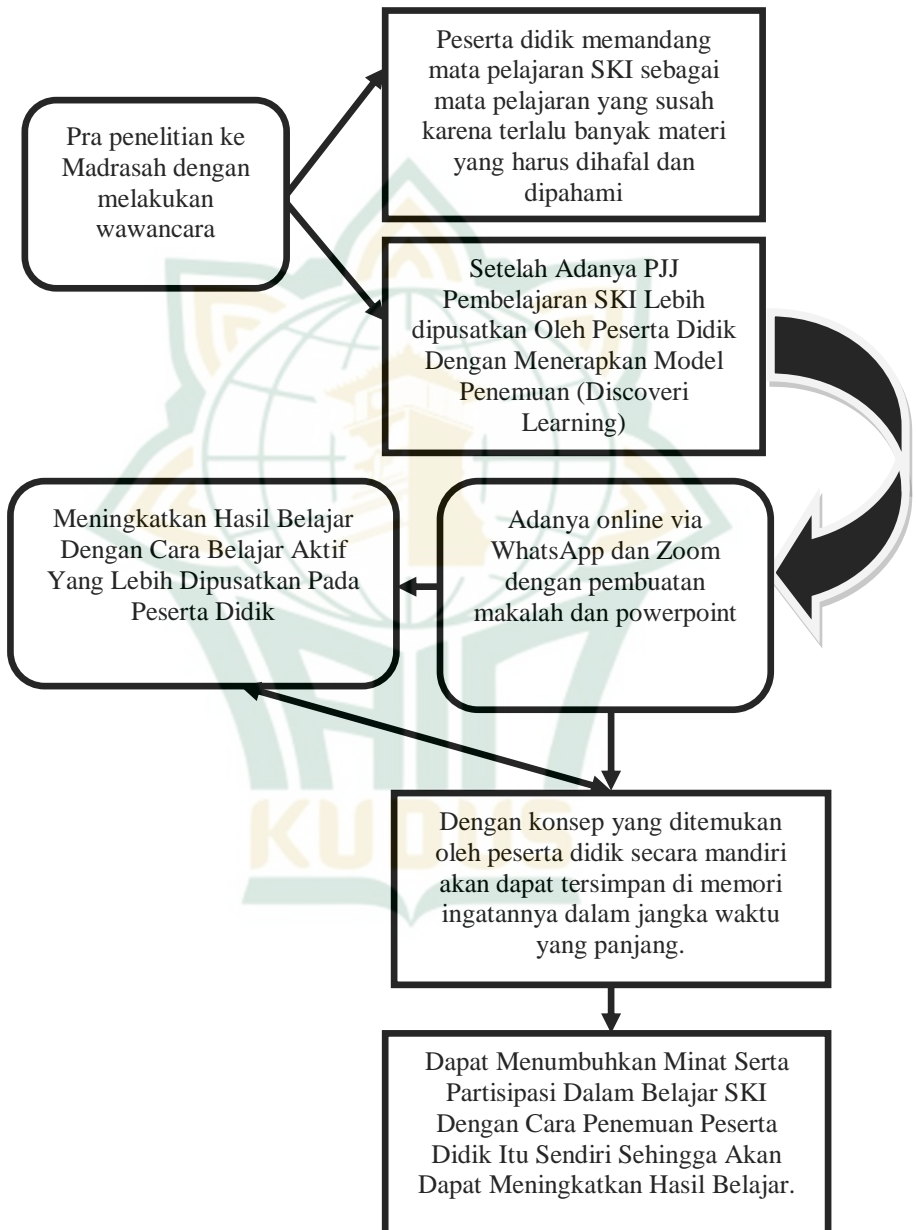 Peserta didik memandang
mata pelajaran SKI sebagai
mata pelajaran yang susah
karena terlalu banyak materi
yang harus dihafal dan
dipahami
Pra penelitian ke
Madrasah dengan
melakukan
wawancara
Setelah Adanya PJJ
Pembelajaran SKI Lebih
dipusatkan Oleh Peserta Didik
Dengan Menerapkan Model
Penemuan (Discoveri
Learning)
Meningkatkan Hasil Belajar
Dengan Cara Belajar Aktif
Yang Lebih Dipusatkan Pada
Peserta Didik
Adanya online via
WhatsApp dan Zoom
dengan pembuatan
makalah dan powerpoint
IAIN
KUDUS
Dengan konsep yang ditemukan
oleh peserta didik secara mandiri
akan dapat tersimpan di memori
ingatannya dalam jangka waktu
yang panjang.
Dapat Menumbuhkan Minat Serta
Partisipasi Dalam Belajar SKI
Dengan Cara Penemuan Peserta
Didik Itu Sendiri Sehingga Akan
Dapat Meningkatkan Hasil Belajar.